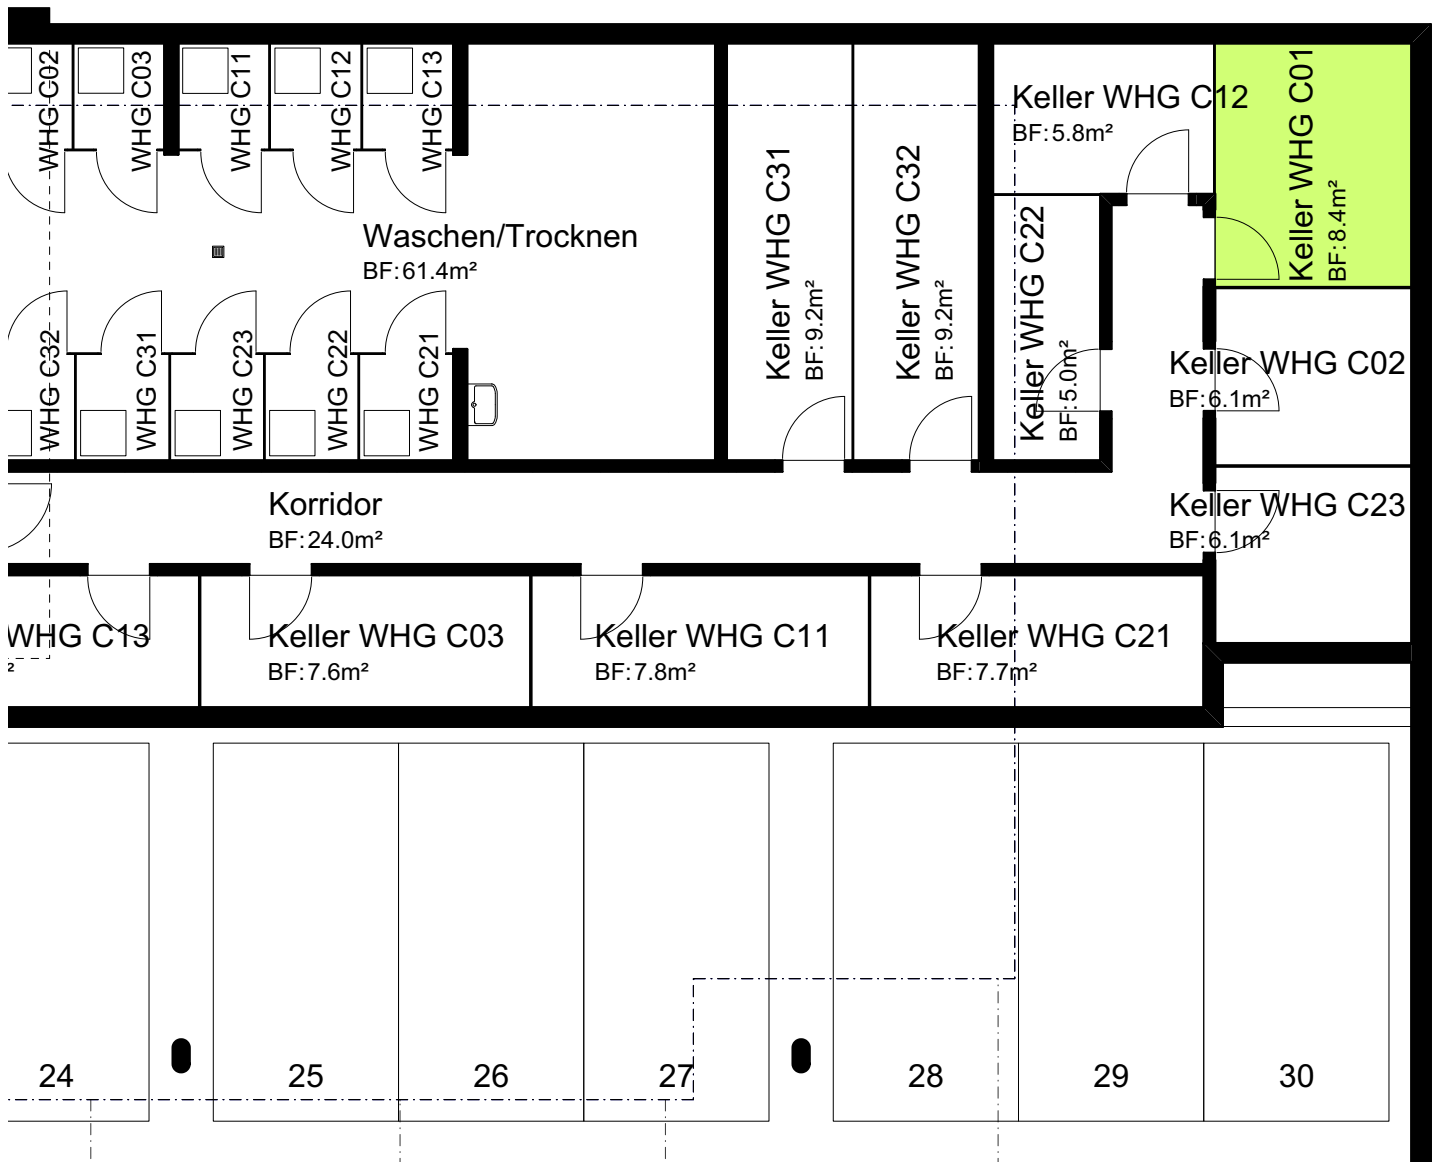 WHG C02
WHG C03
WHG C11
WHG C12
WHG C13
Keller WHG C12
BF: 5.8m²
Keller WHG C01
BF: 8.4m²
Waschen/Trocknen
BF: 61.4m²
Keller WHG C31
BF: 9.2m²
Keller WHG C32
BF: 9.2m²
Keller WHG C22
BF: 5.0m²
WHG C32
WHG C31
WHG C23
WHG C22
WHG C21
Keller WHG C02
BF: 6.1m²
Korridor
BF: 24.0m²
Keller WHG C23
BF: 6.1m²
WHG C13
²
Keller WHG C03
BF: 7.6m²
Keller WHG C11
BF: 7.8m²
Keller WHG C21
BF: 7.7m²
24
25
26
27
28
29
30